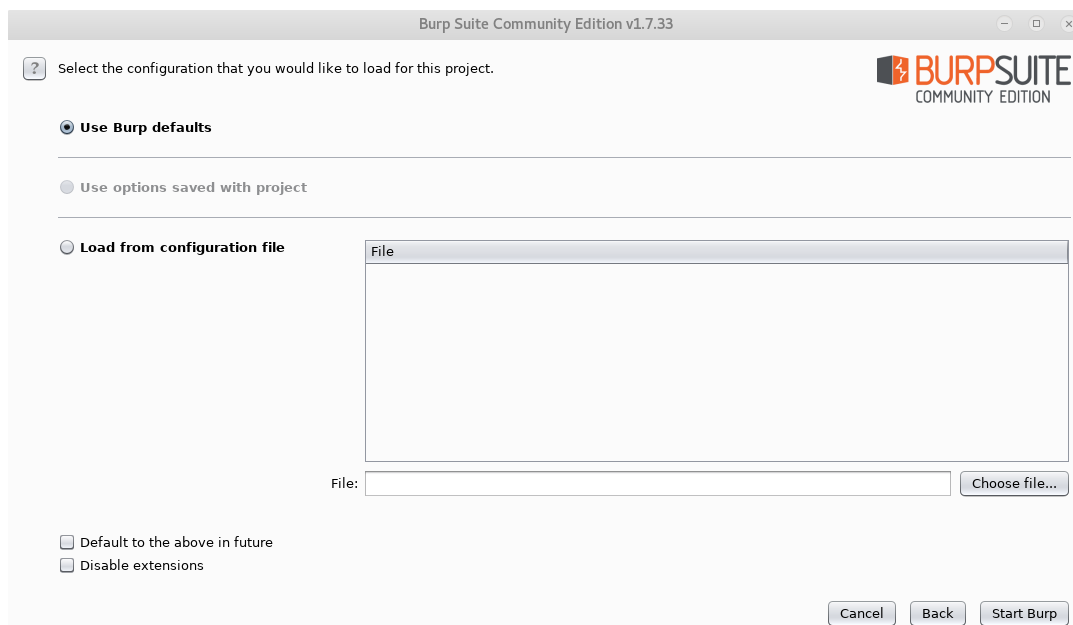 Burp Suite Community Edition v1.7.33
?
Select the configuration that you would like to load for this project.
BURPSUITE
COMMUNITY EDITION
Use Burp defaults
Use options saved with project
Load from configuration file
File
File:
Choose file...
Default to the above in future
Disable extensions
Cancel Back Start Burp